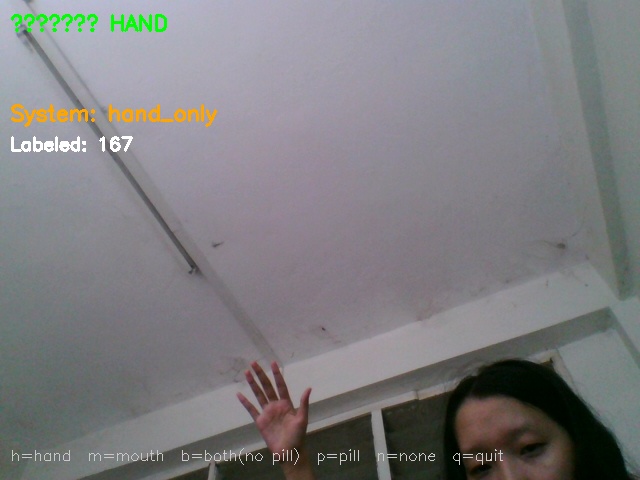 ??????? HAND
System: hand_only
Labeled: 167
h=hand m=mouth b=both(no pill) p=pill n=none q=quit